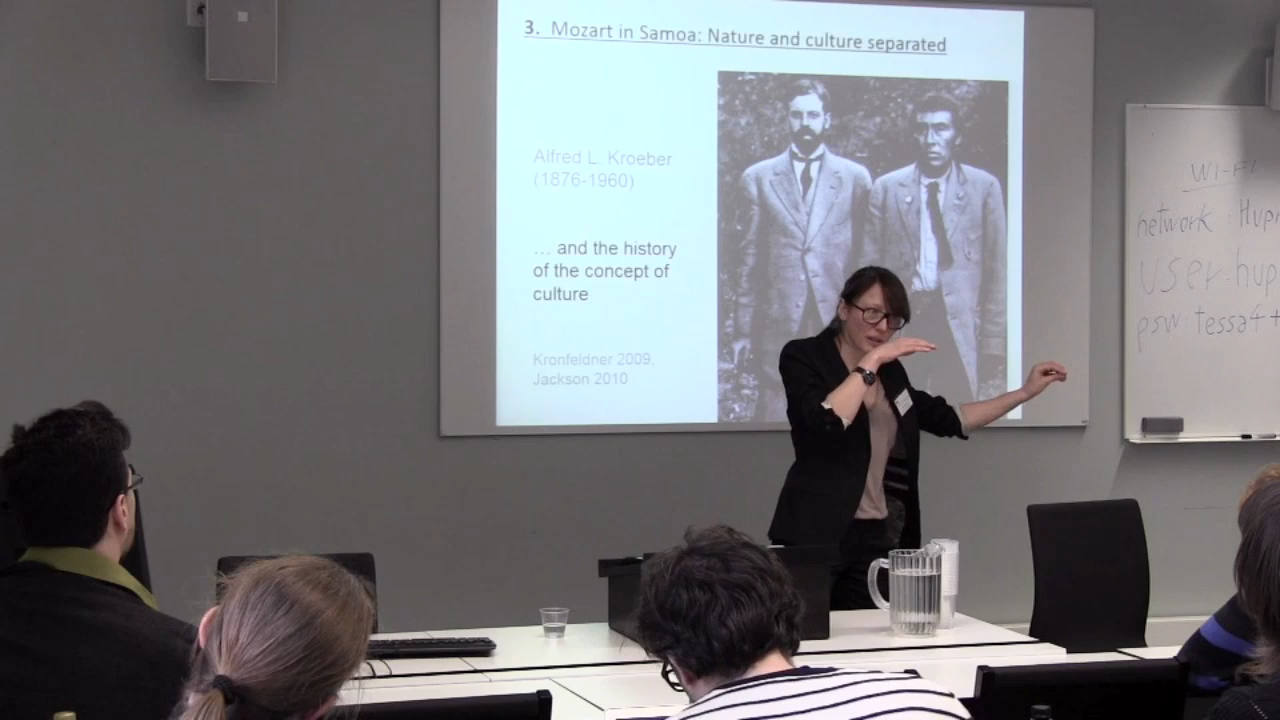 3. Mozart in Samoa: Nature and culture separated
Alfred L. Kroeber
(1876-1960)
... and the history
of the concept of
culture
Kronfeldner 2009,
Jackson 2010
WI-FI
network: Hup
user: hup
psw: tessa4+